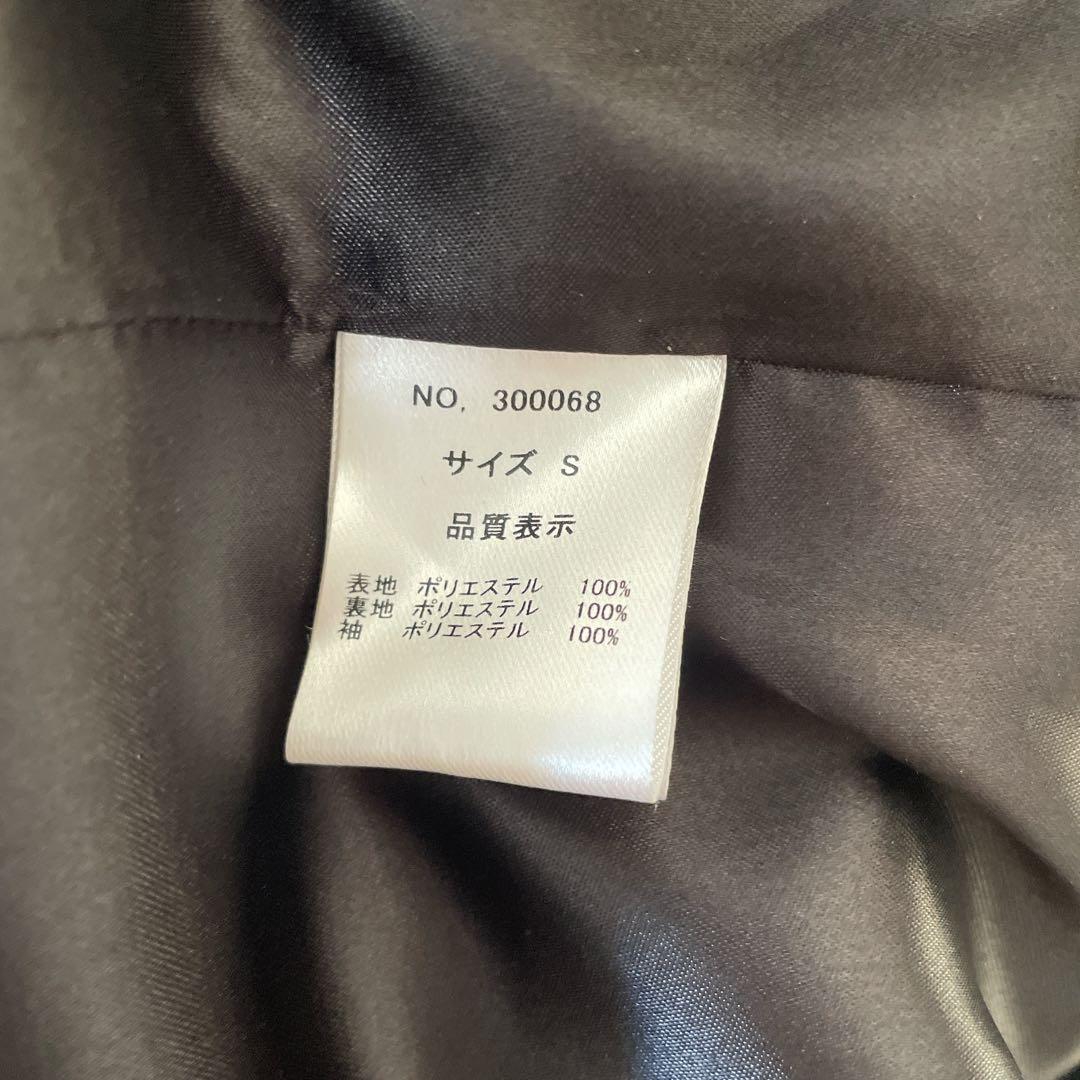 NO. 300068
サイズ S
品質表示
表地 ポリエステル 100%
裏地 ポリエステル 100%
袖 ポリエステル 100%